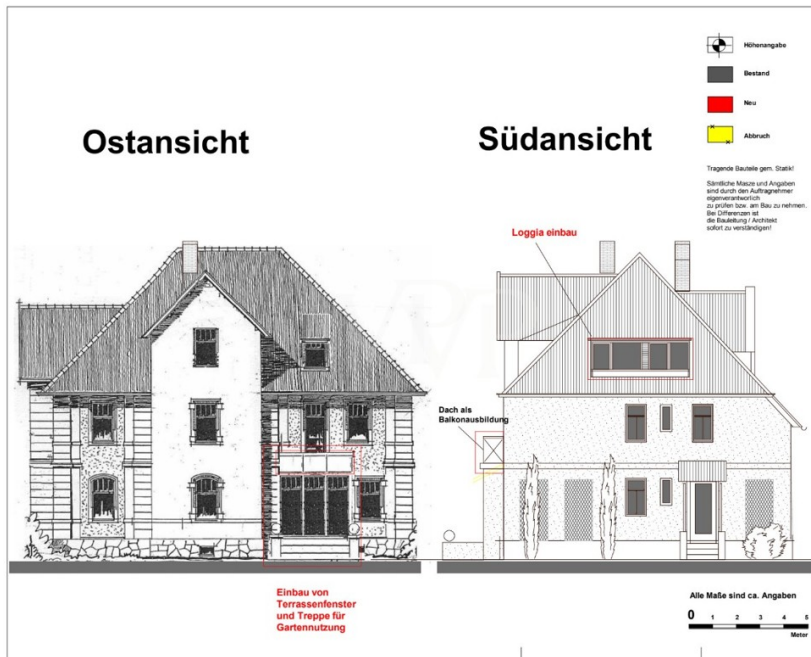 Höhenangabe
Bestand
Neu
Abbruch
Ostansicht
Südansicht
Tragende Bauteile gem. Statik!
Sämtliche Masze und Angaben
sind durch den Auftragnehmer
eigenverantwortlich
zu prüfen bzw. am Bau zu nehmen.
Bei Differenzen ist
die Bauleitung / Architekt
sofort zu verständigen!
Loggia einbau
Dach als
Balkonausbildung
Einbau von
Terrassenfenster
und Treppe für
Gartennutzung
Alle Maße sind ca. Angaben
0 1 2 3 4 5
Meter